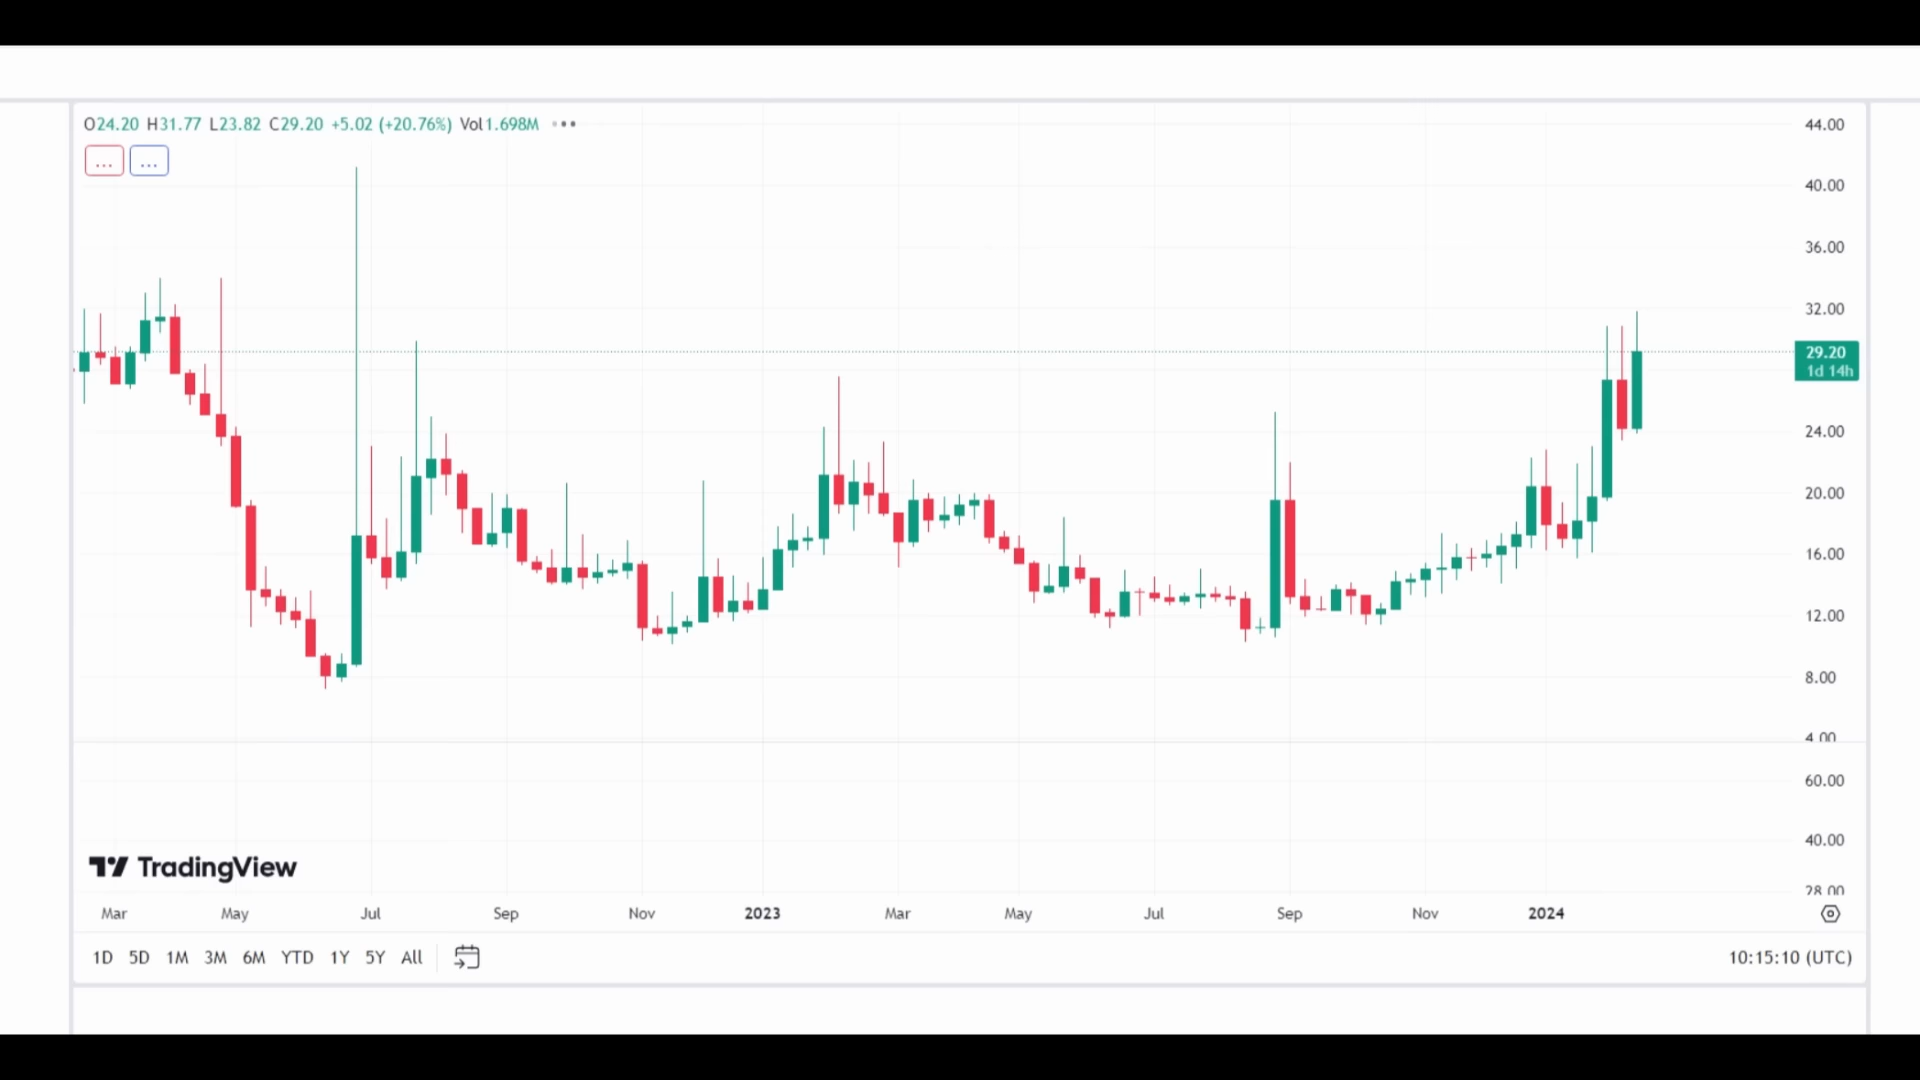 O24.20 H31.77 L23.82 C29.20 +5.02 (+20.76%) Vol1.698M
44.00
40.00
36.00
32.00
29.20
1d 14h
24.00
20.00
16.00
12.00
8.00
4.00
60.00
40.00
28.00
TradingView
Mar May Jul Sep Nov 2023 Mar May Jul Sep Nov 2024
1D 5D 1M 3M 6M YTD 1Y 5Y All 10:15:10 (UTC)